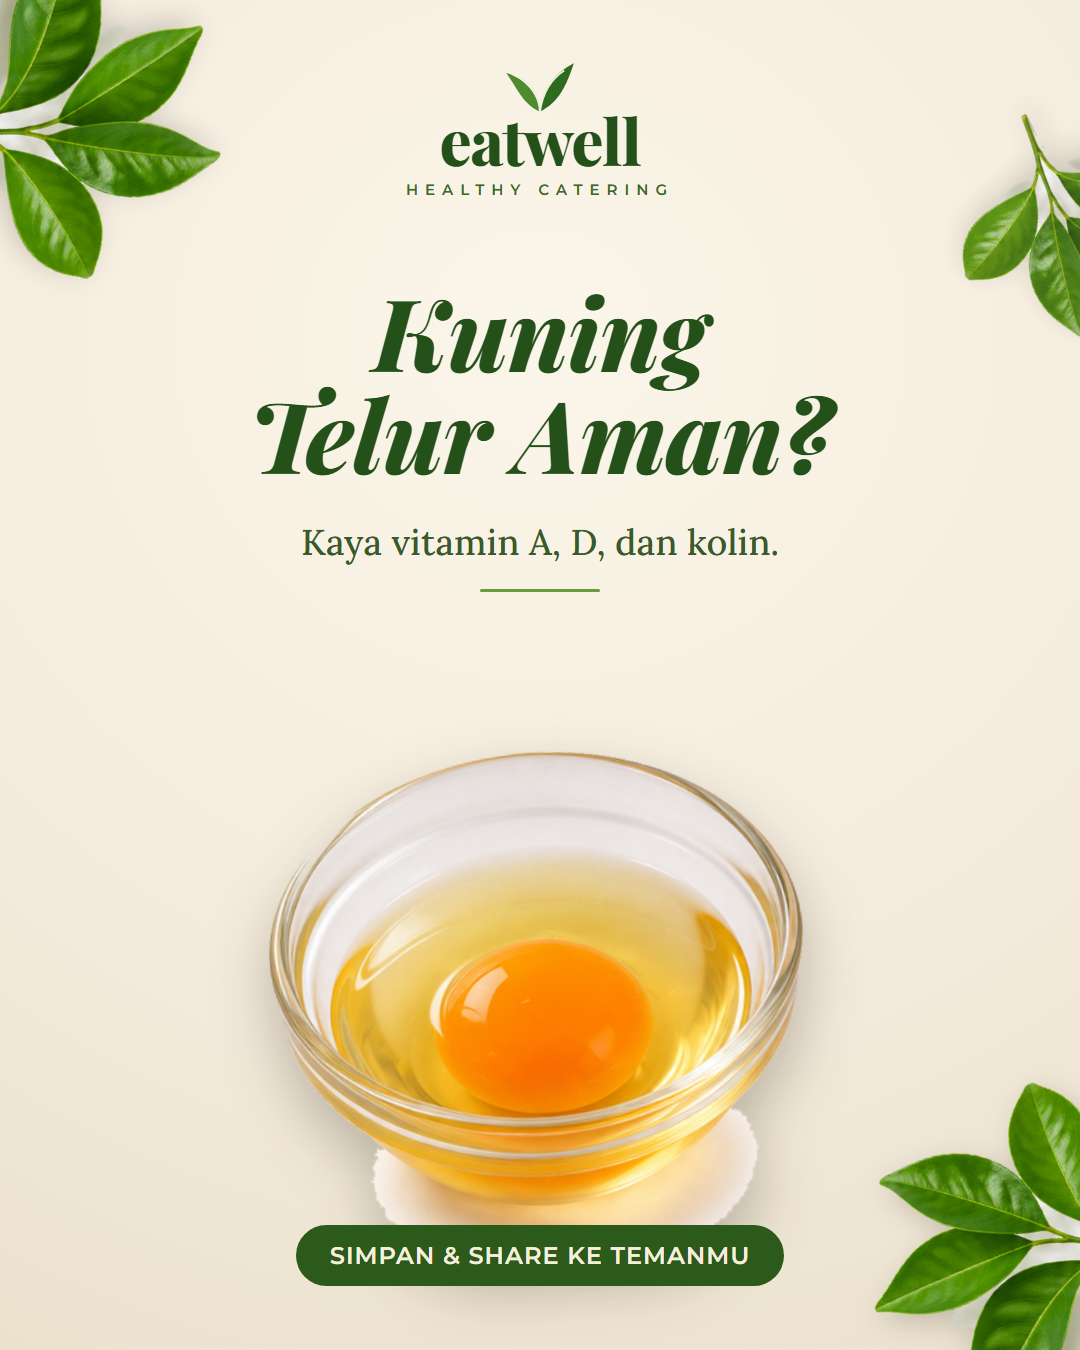 eatwell
HEALTHY CATERING
Kuning
Telur Aman?
Kaya vitamin A, D, dan kolin.
SIMPAN & SHARE KE TEMANMU